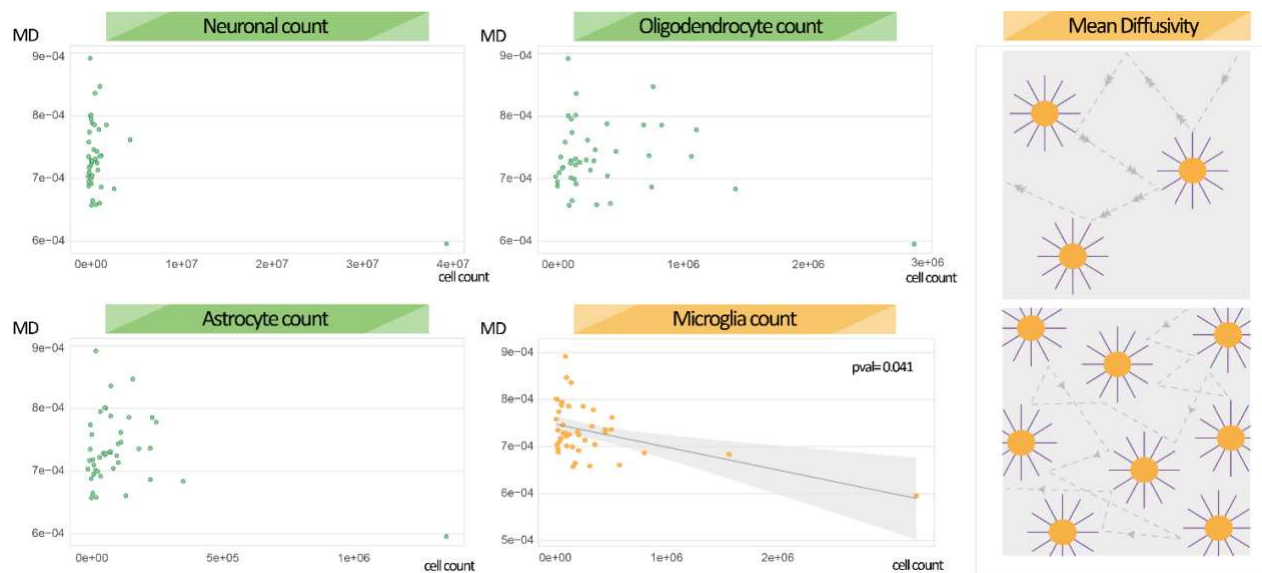 Neuronal count
MD
9e-04
8e-04
7e-04
6e-04
0e+00 1e+07 2e+07 3e+07 4e+07
cell count
Oligodendrocyte count
MD
9e-04
8e-04
7e-04
6e-04
0e+00 1e+06 2e+06 3e+06
cell count
Mean Diffusivity
Astrocyte count
MD
9e-04
8e-04
7e-04
6e-04
0e+00 5e+05 1e+06
cell count
Microglia count
MD
pval= 0.041
9e-04
8e-04
7e-04
6e-04
5e-04
0e+00 1e+06 2e+06
cell count